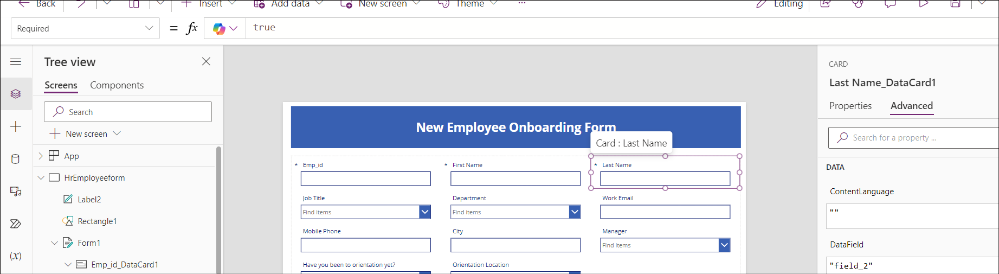 Back Insert Add data New screen Theme ... Editing
Required = fx true
Tree view
Screens Components
Search
New screen
App
HrEmployeeform
Label2
Rectangle1
Form1
Emp_id_DataCard1
(x)
New Employee Onboarding Form
Card : Last Name
* Emp_id * First Name * Last Name
Job Title Department Work Email
Find items Find items
Mobile Phone City Manager
Find items
Have you been to orientation yet? Orientation Location
CARD
Last Name_DataCard1
Properties Advanced
Search for a property ...
DATA
ContentLanguage
""
DataField
"field_2"